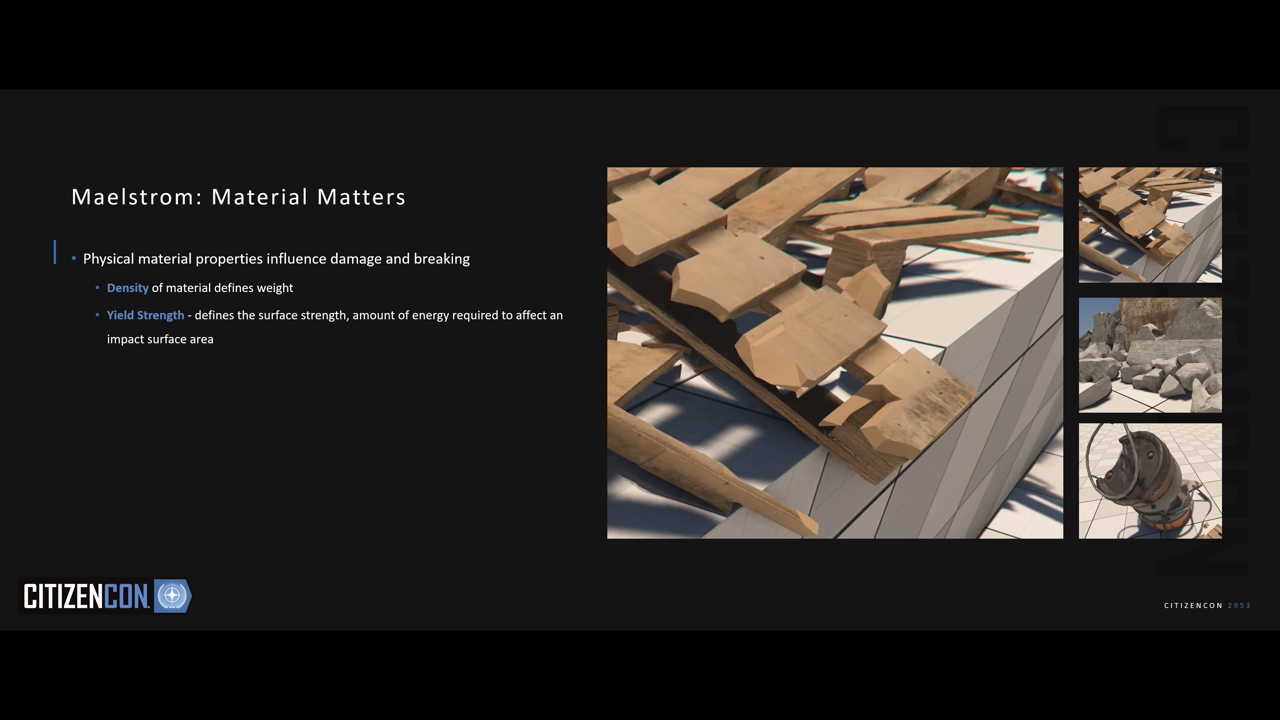 Maelstrom: Material Matters
• Physical material properties influence damage and breaking
• Density of material defines weight
• Yield Strength - defines the surface strength, amount of energy required to affect an
impact surface area
CITIZENCON
CITIZENCON 2953
CITIZENCON